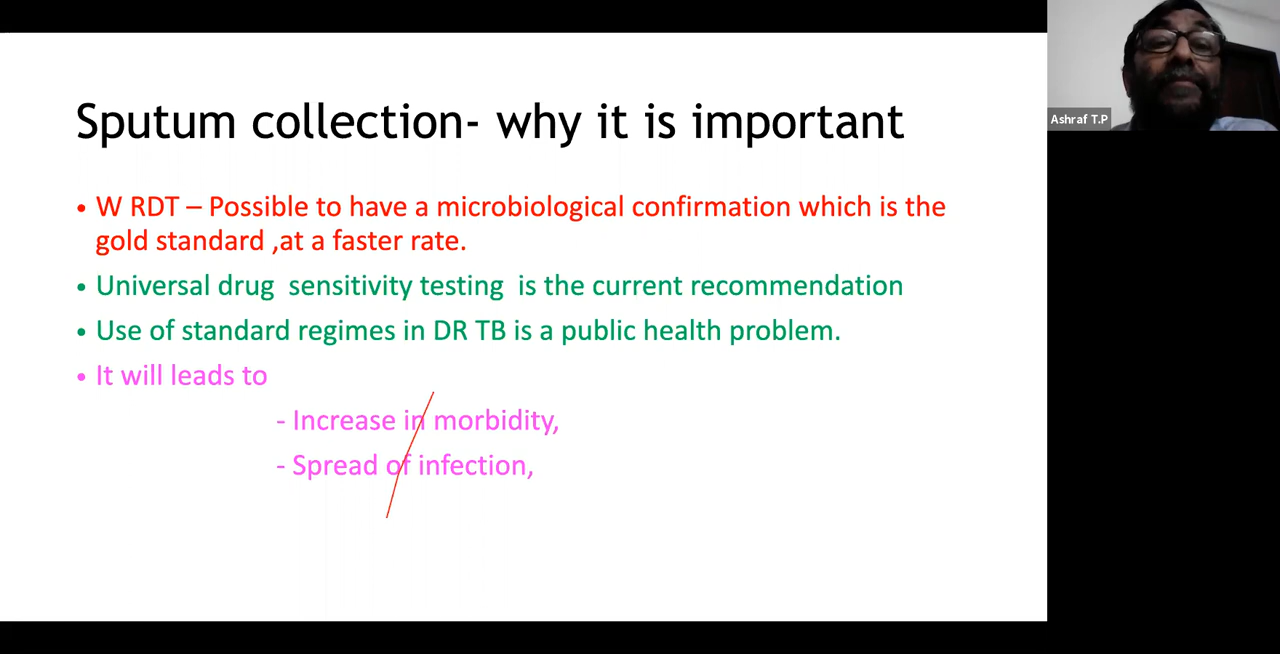 Sputum collection- why it is important
• W RDT – Possible to have a microbiological confirmation which is the
gold standard ,at a faster rate.
• Universal drug  sensitivity testing  is the current recommendation
• Use of standard regimes in DR TB is a public health problem.
• It will leads to
- Increase in morbidity,
- Spread of infection,
Ashraf T.P